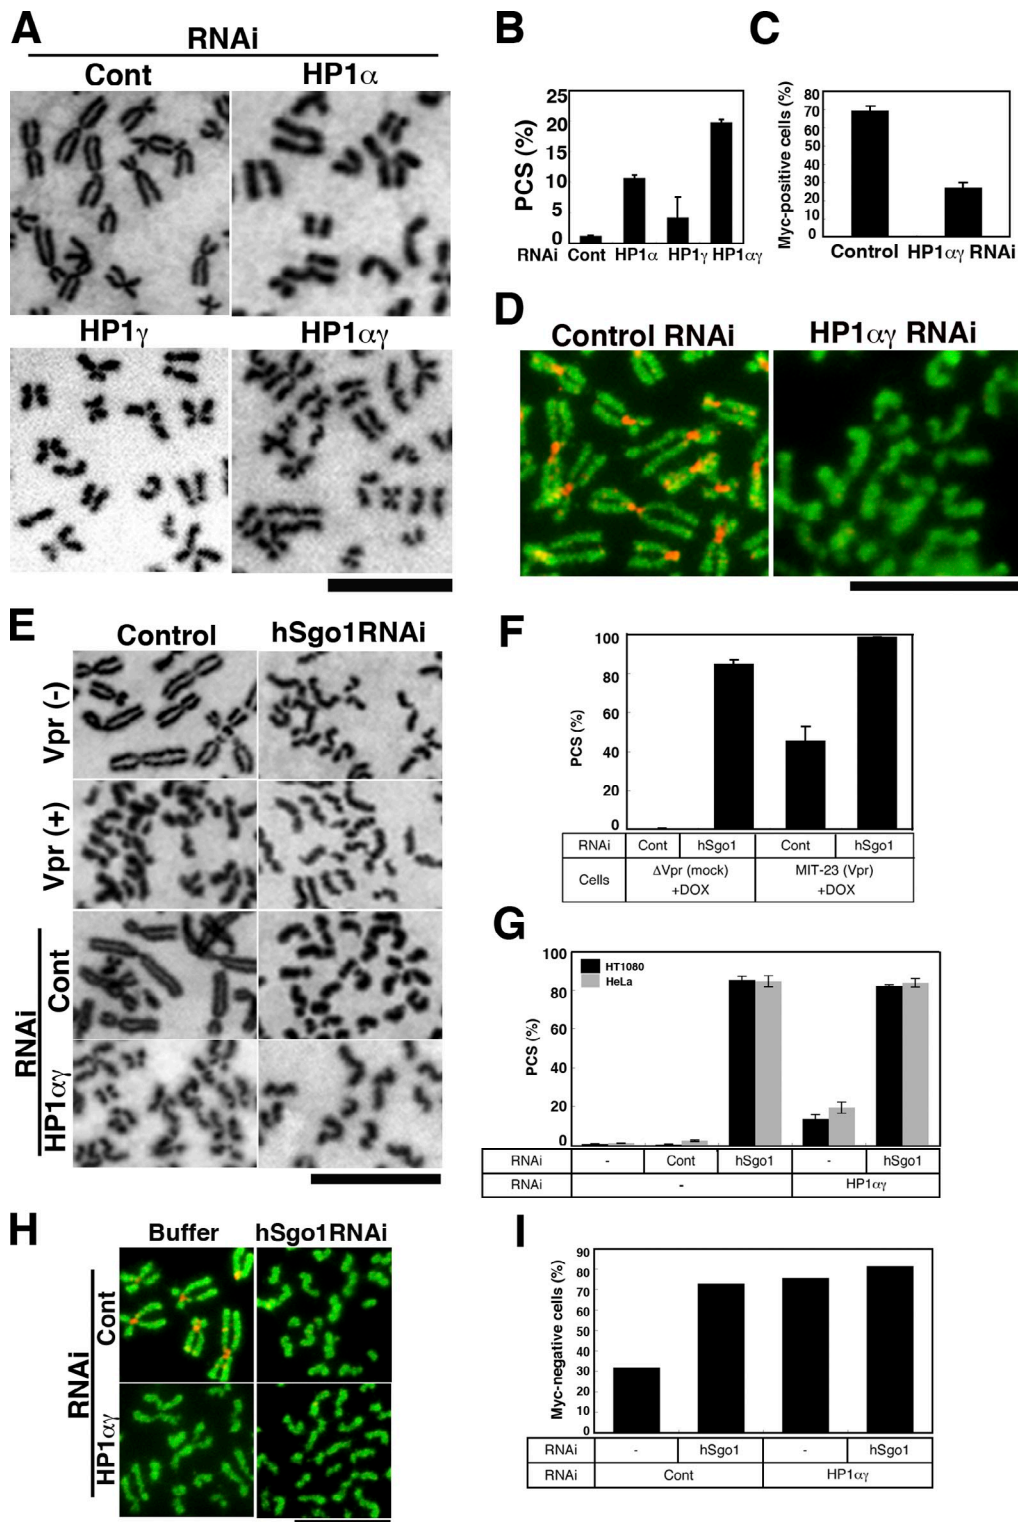 A
RNAi
Cont HP1α
HP1γ HP1αγ
B
PCS (%)
25
20
15
10
5
0
RNAi Cont HP1α HP1γ HP1αγ
C
Myc-positive cells (%)
80
70
60
50
40
30
20
10
0
Control HP1αγ RNAi
D
Control RNAi HP1αγ RNAi
E
Control hSgo1RNAi
Vpr (-)
Vpr (+)
RNAi
Cont
HP1αγ
F
PCS (%)
100
80
60
40
20
0
RNAi Cont hSgo1 Cont hSgo1
Cells ΔVpr (mock) +DOX MIT-23 (Vpr) +DOX
G
PCS (%)
100
80
60
40
20
0
HT1080
HeLa
RNAi - Cont hSgo1 - hSgo1
RNAi - HP1αγ
H
Buffer hSgo1RNAi
RNAi
Cont
HP1αγ
I
Myc-negative cells (%)
90
80
70
60
50
40
30
20
10
0
RNAi - hSgo1 - hSgo1
RNAi Cont HP1αγ